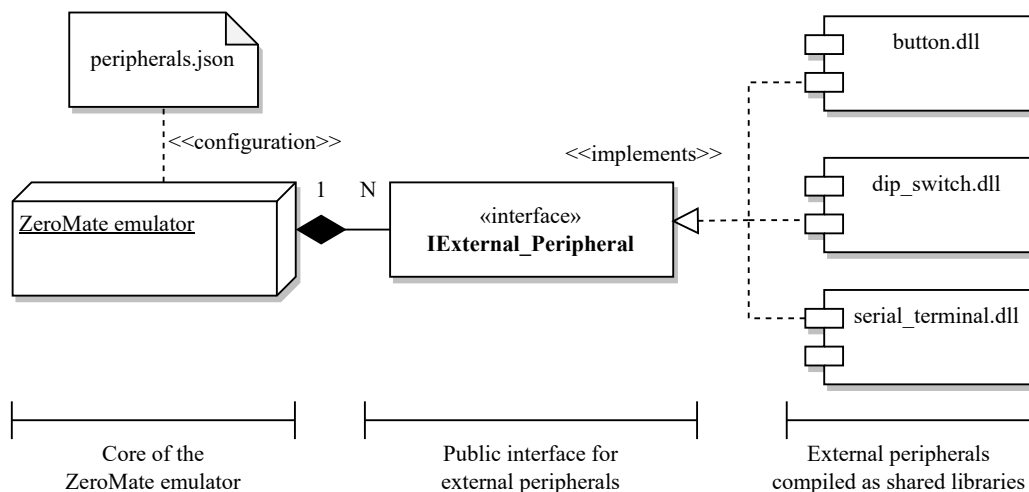 peripherals.json
<<configuration>>
ZeroMate emulator
1
N
«interface»
IExternal_Peripheral
<<implements>>
button.dll
dip_switch.dll
serial_terminal.dll
Core of the
ZeroMate emulator
Public interface for
external peripherals
External peripherals
compiled as shared libraries